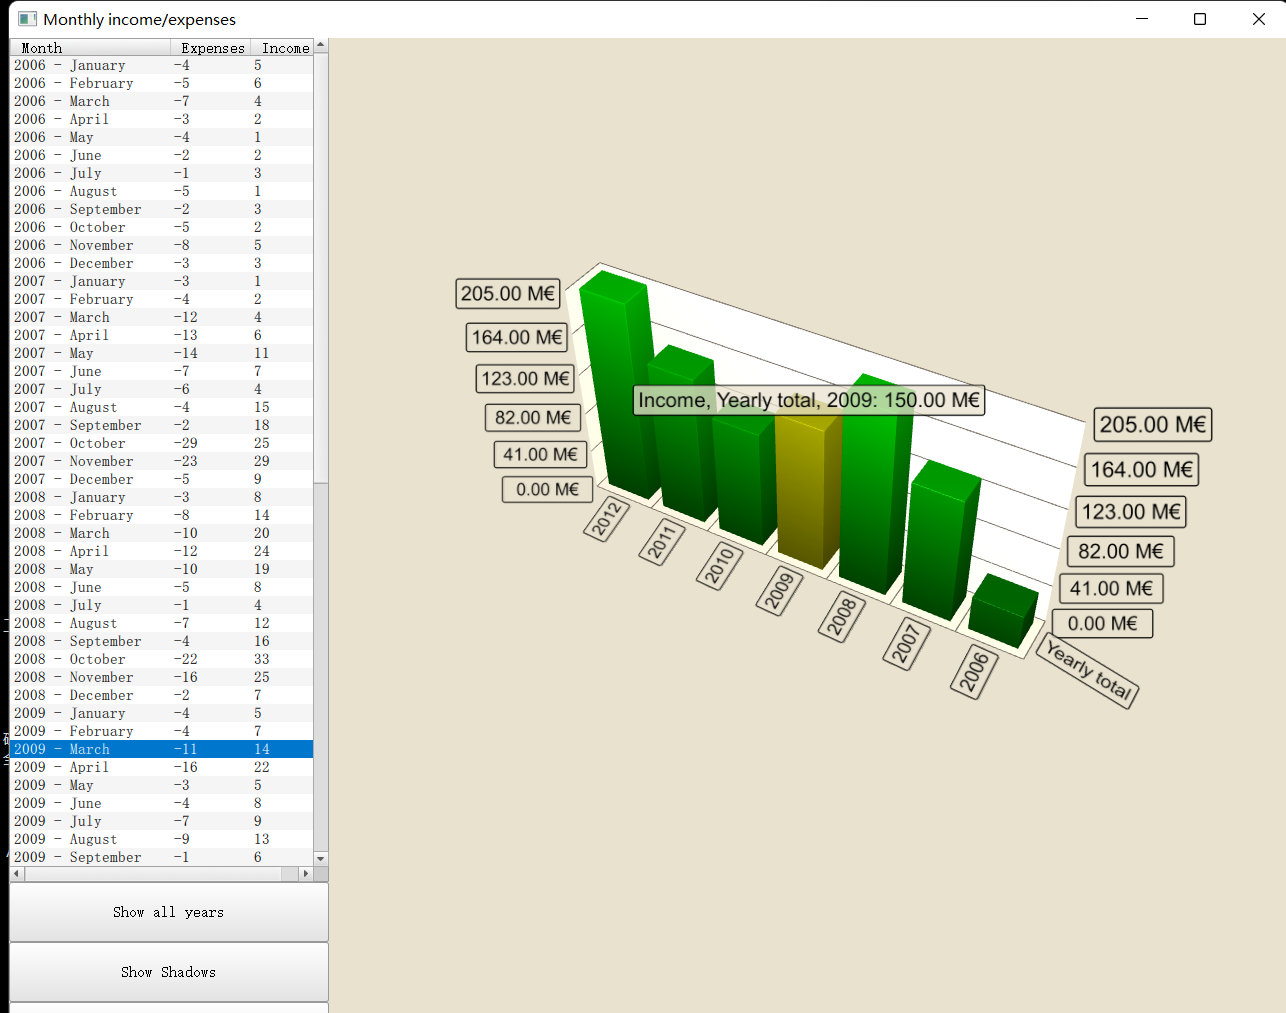 Monthly income/expenses
Month Expenses Income
2006 - January -4 5
2006 - February -5 6
2006 - March -7 4
2006 - April -3 2
2006 - May -4 1
2006 - June -2 2
2006 - July -1 3
2006 - August -5 1
2006 - September -2 3
2006 - October -5 2
2006 - November -8 5
2006 - December -3 3
2007 - January -3 1
2007 - February -4 2
2007 - March -12 4
2007 - April -13 6
2007 - May -14 11
2007 - June -7 7
2007 - July -6 4
2007 - August -4 15
2007 - September -2 18
2007 - October -29 25
2007 - November -23 29
2007 - December -5 9
2008 - January -3 8
2008 - February -8 14
2008 - March -10 20
2008 - April -12 24
2008 - May -10 19
2008 - June -5 8
2008 - July -1 4
2008 - August -7 12
2008 - September -4 16
2008 - October -22 33
2008 - November -16 25
2008 - December -2 7
2009 - January -4 5
2009 - February -4 7
2009 - March -11 14
2009 - April -16 22
2009 - May -3 5
2009 - June -4 8
2009 - July -7 9
2009 - August -9 13
2009 - September -1 6
Show all years
Show Shadows
205.00 M€
164.00 M€
123.00 M€
82.00 M€
41.00 M€
0.00 M€
Income, Yearly total, 2009: 150.00 M€
205.00 M€
164.00 M€
123.00 M€
82.00 M€
41.00 M€
0.00 M€
2012
2011
2010
2009
2008
2007
2006
Yearly total